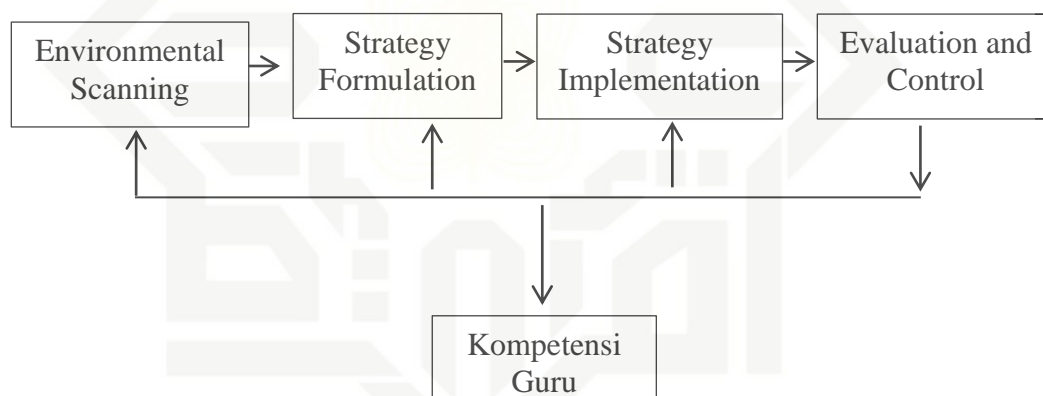 Environmental
Scanning
Strategy
Formulation
Strategy
Implementation
Evaluation and
Control
Kompetensi
Guru